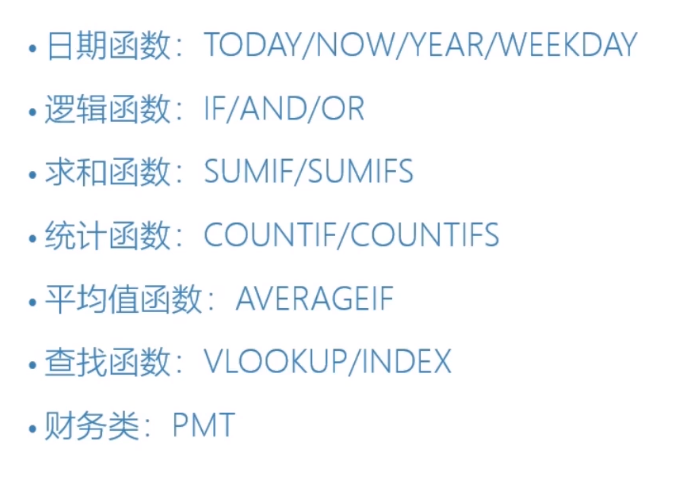 • 日期函数：TODAY/NOW/YEAR/WEEKDAY
• 逻辑函数：IF/AND/OR
• 求和函数：SUMIF/SUMIFS
• 统计函数：COUNTIF/COUNTIFS
• 平均值函数：AVERAGEIF
• 查找函数：VLOOKUP/INDEX
• 财务类：PMT